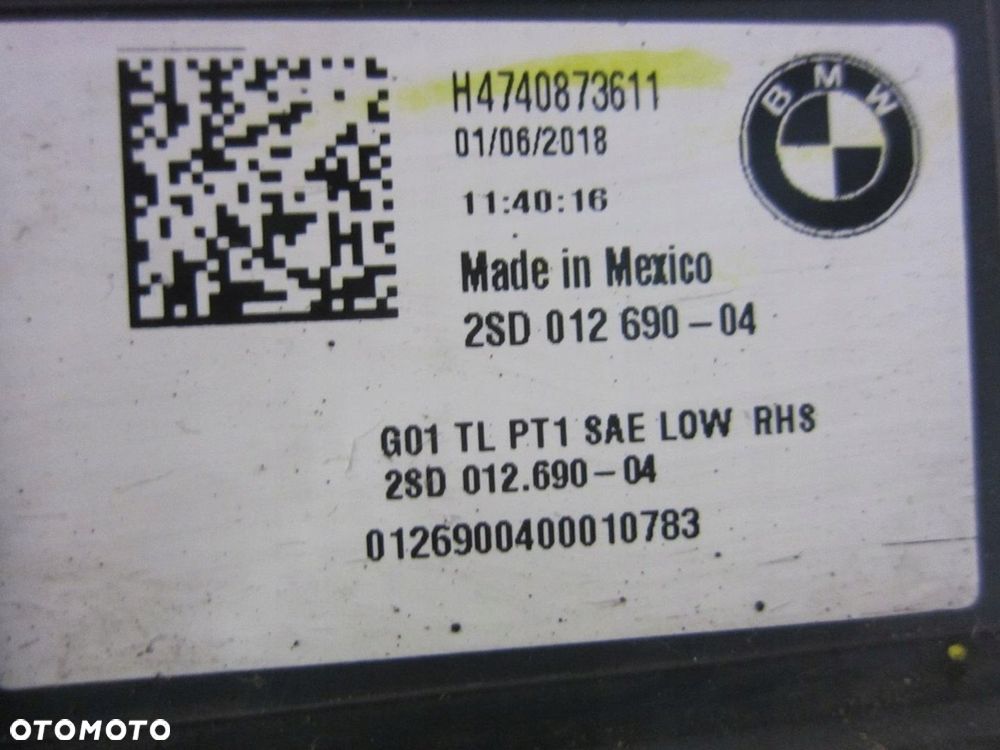 H4740873611
01/06/2018
11:40:16
BMW
Made in Mexico
2SD 012 690-04
G01 TL PT1 SAE LOW RHS
2SD 012.690-04
0126900400010783
OTOMOTO